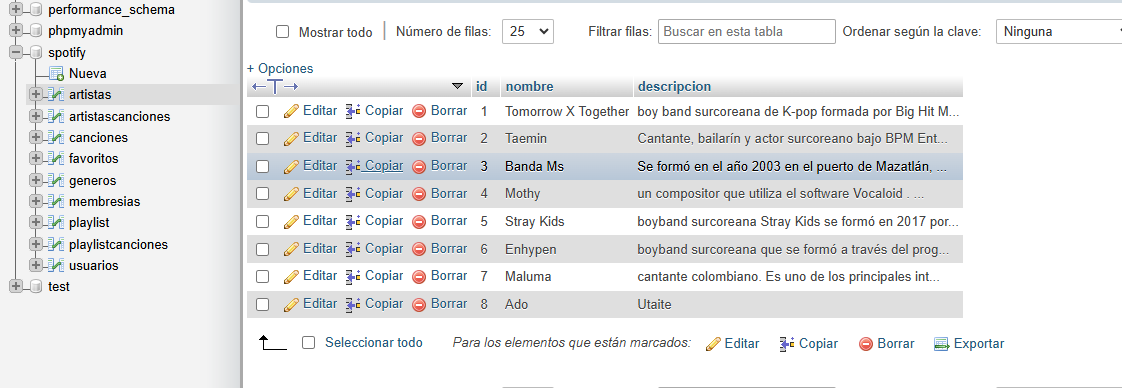 performance_schema
phpmyadmin
spotify
Nueva
artistas
artistascanciones
canciones
favoritos
generos
membresias
playlist
playlistcanciones
usuarios
test
Mostrar todo Número de filas: 25 Filtrar filas: Buscar en esta tabla Ordenar según la clave: Ninguna
+ Opciones
id nombre descripcion
Editar Copiar Borrar 1 Tomorrow X Together boy band surcoreana de K-pop formada por Big Hit M...
Editar Copiar Borrar 2 Taemin Cantante, bailarín y actor surcoreano bajo BPM Ent...
Editar Copiar Borrar 3 Banda Ms Se formó en el año 2003 en el puerto de Mazatlán, ...
Editar Copiar Borrar 4 Mothy un compositor que utiliza el software Vocaloid . ...
Editar Copiar Borrar 5 Stray Kids boyband surcoreana Stray Kids se formó en 2017 por...
Editar Copiar Borrar 6 Enhypen boyband surcoreana que se formó a través del prog...
Editar Copiar Borrar 7 Maluma cantante colombiano. Es uno de los principales int...
Editar Copiar Borrar 8 Ado Utaite
Seleccionar todo Para los elementos que están marcados: Editar Copiar Borrar Exportar